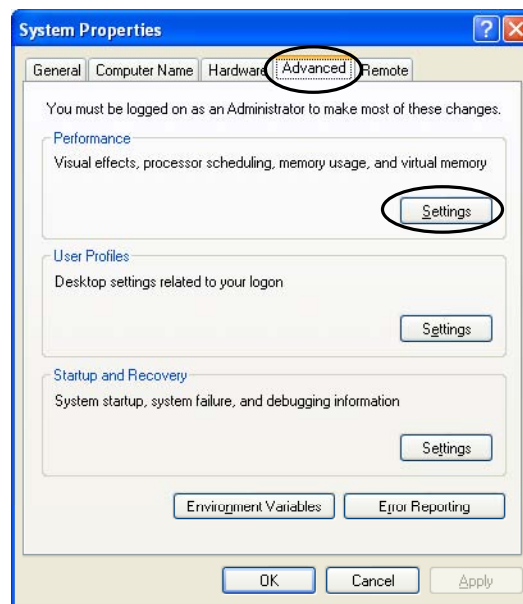 System Properties
General Computer Name Hardware Advanced Remote
You must be logged on as an Administrator to make most of these changes.
Performance
Visual effects, processor scheduling, memory usage, and virtual memory
Settings
User Profiles
Desktop settings related to your logon
Settings
Startup and Recovery
System startup, system failure, and debugging information
Settings
Environment Variables Error Reporting
OK Cancel Apply